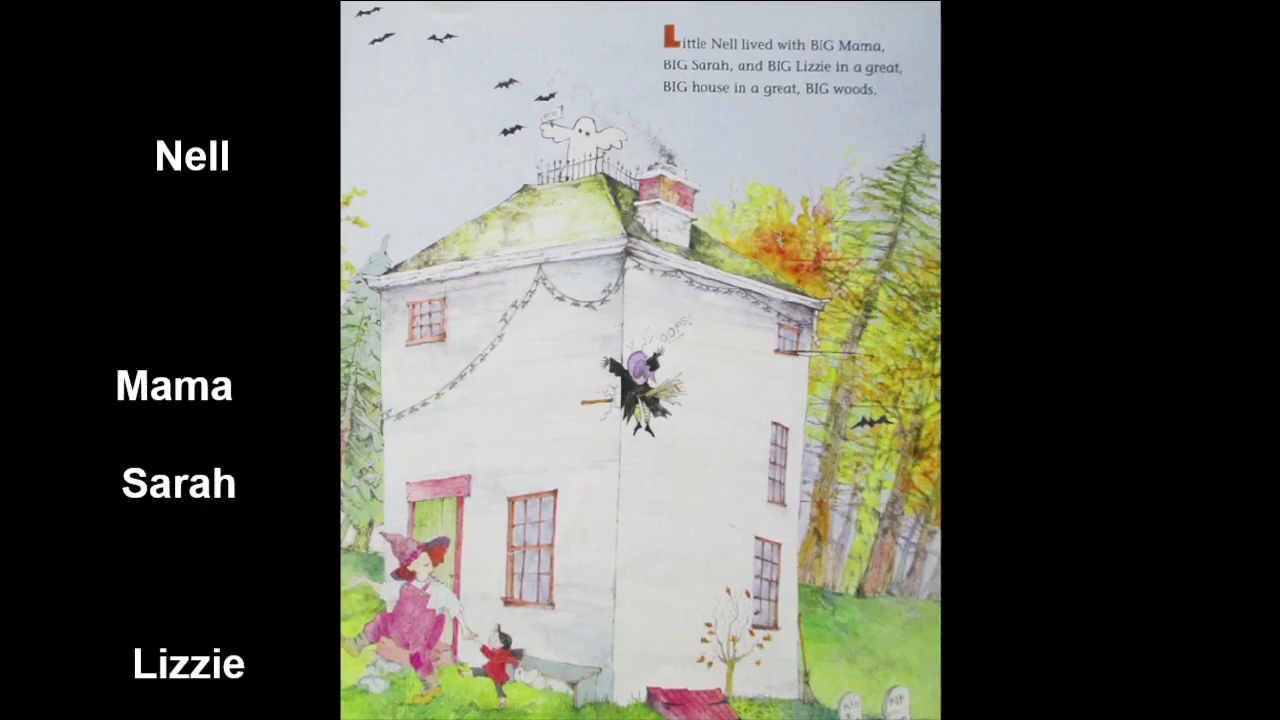 Little Nell lived with BIG Mama,
BIG Sarah, and BIG Lizzie in a great,
BIG house in a great, BIG woods.
Nell
OOPS!
Mama
Sarah
Lizzie
RIP